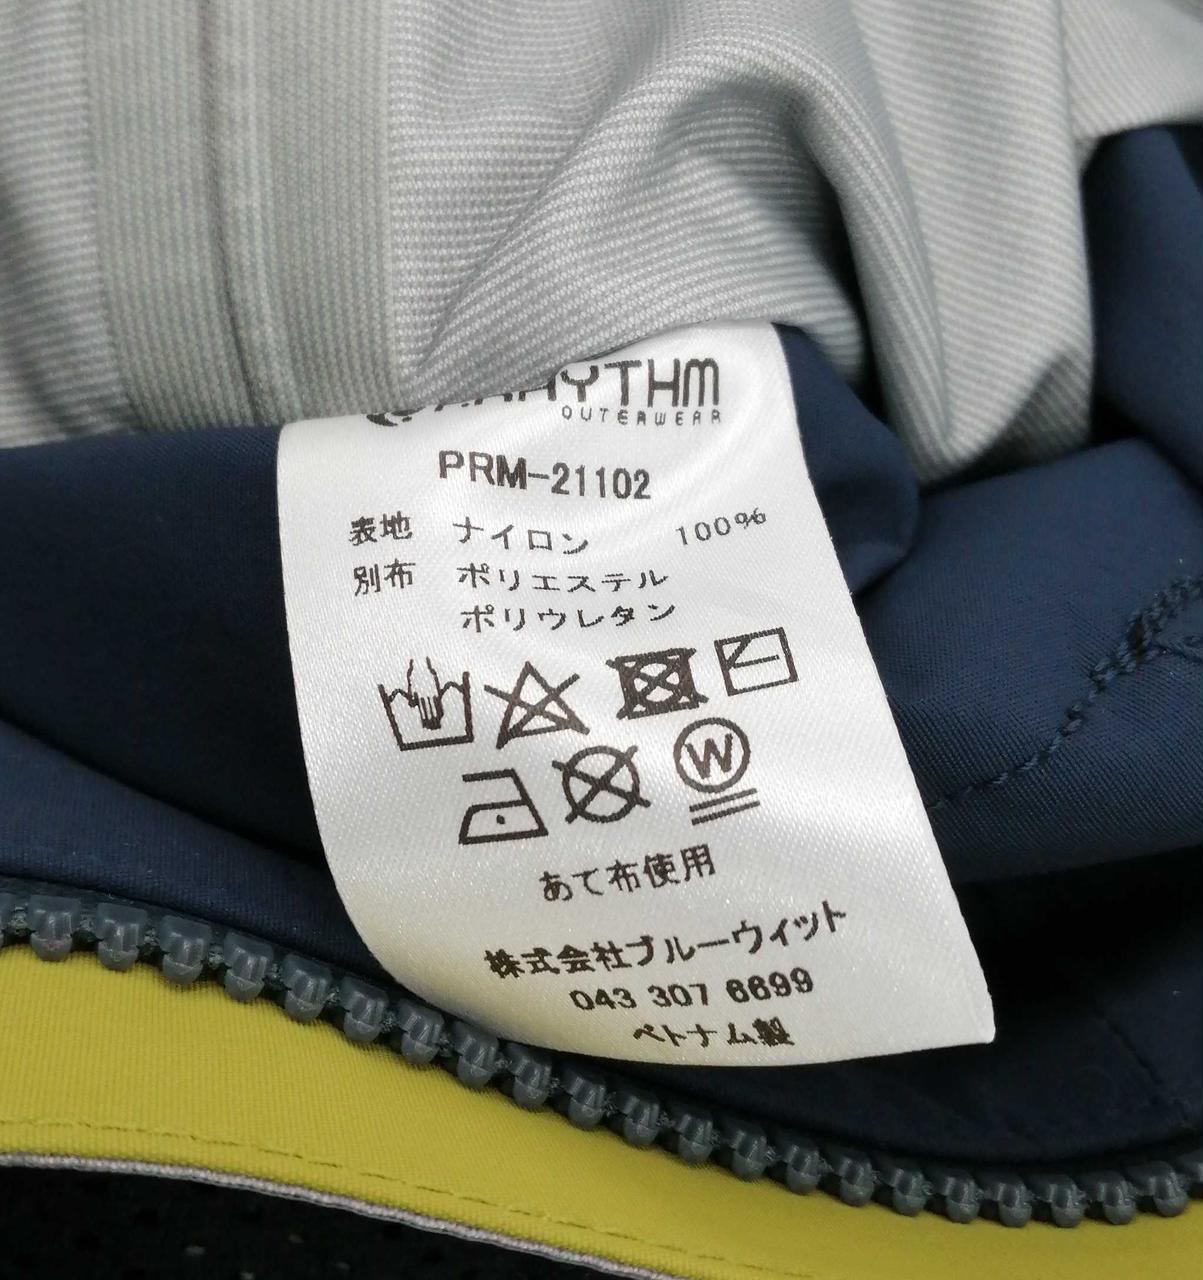 OUTERWEAR
PRM-21102
表地 ナイロン 100%
別布 ポリエステル
ポリウレタン
W
あて布使用
株式会社ブルーウィット
043 307 6699
ベトナム製